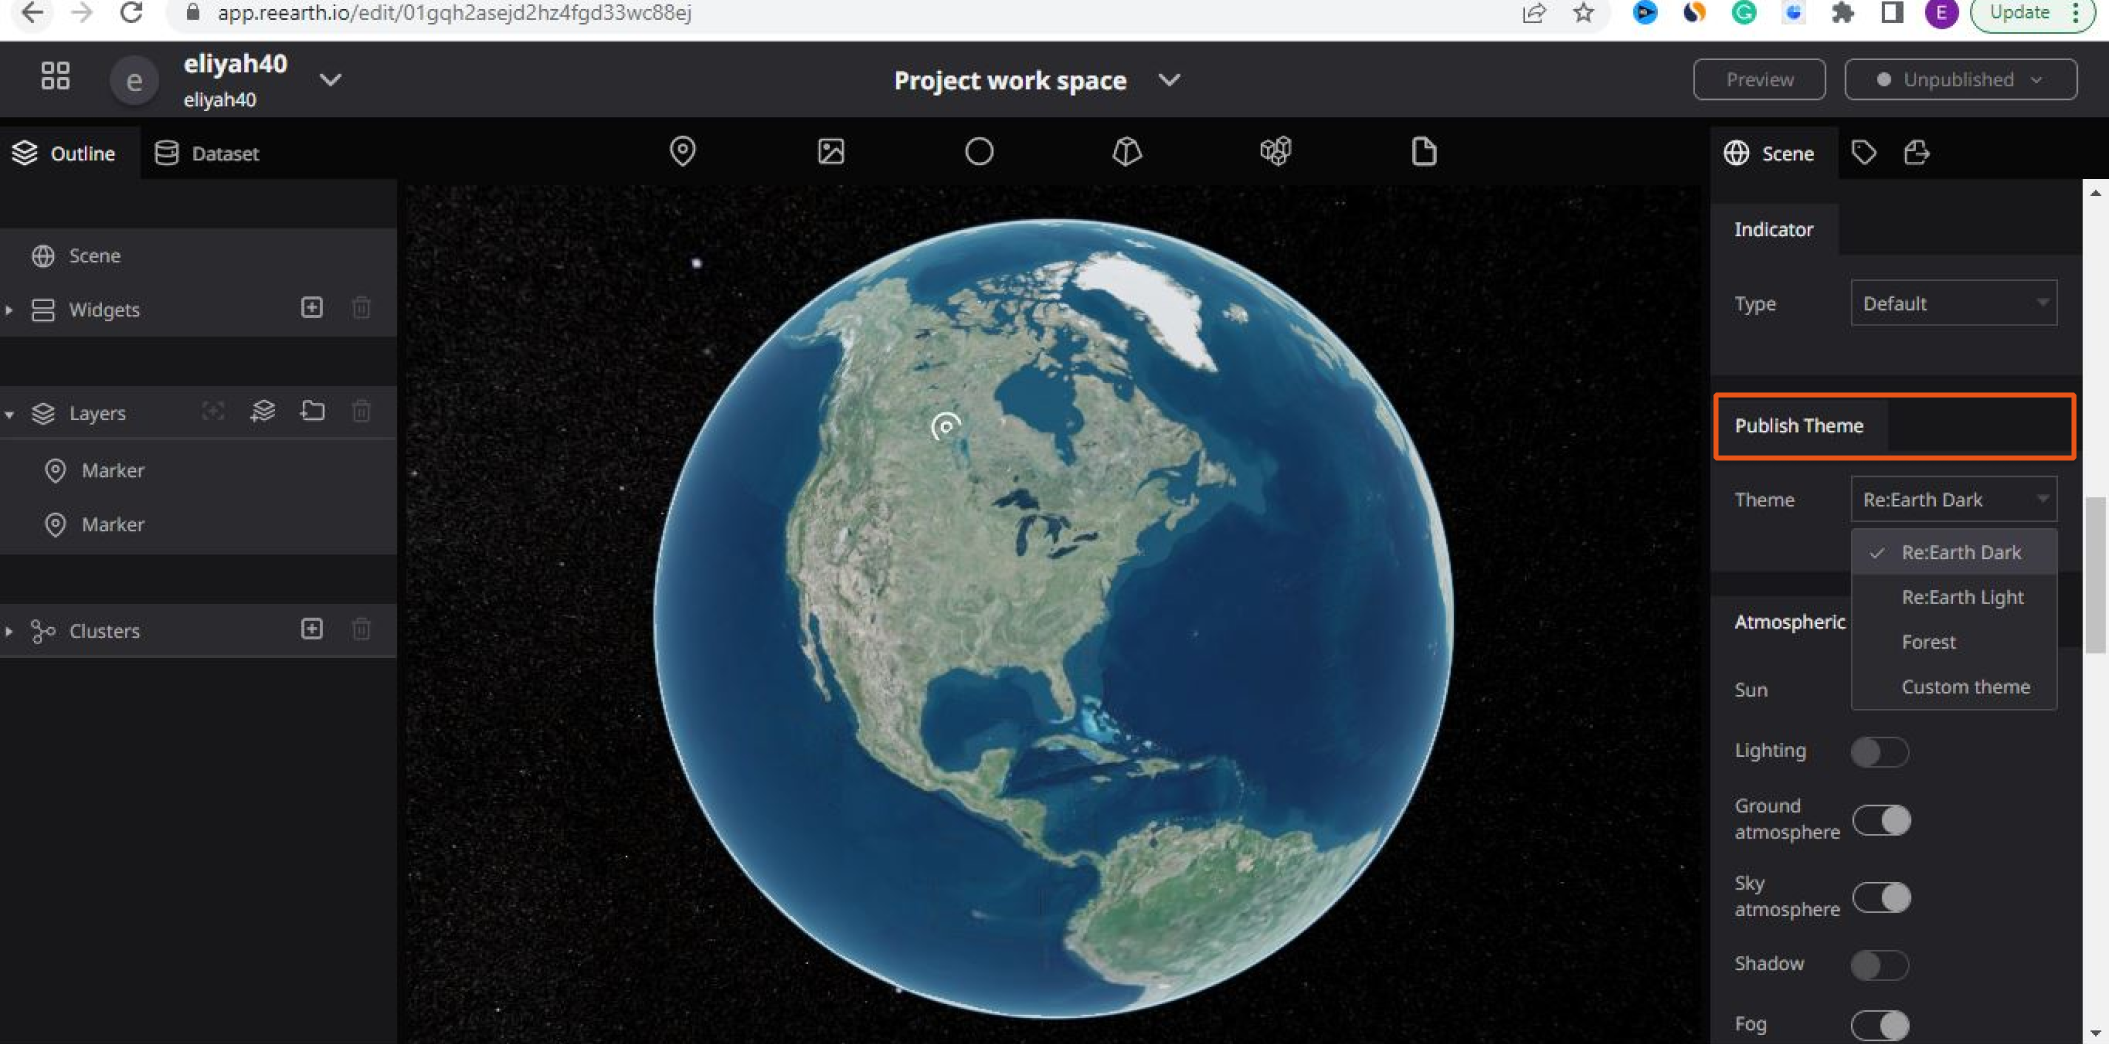 app.reearth.io/edit/01gqh2asejd2hz4fgd33wc88ej
E
Update
e
eliyah40
eliyah40
Project work space
Preview
Unpublished
Outline
Dataset
Scene
Scene
Widgets
Layers
Marker
Marker
Clusters
Indicator
Type
Default
Publish Theme
Theme
Re:Earth Dark
Re:Earth Dark
Re:Earth Light
Forest
Custom theme
Atmospheric
Sun
Lighting
Ground
atmosphere
Sky
atmosphere
Shadow
Fog